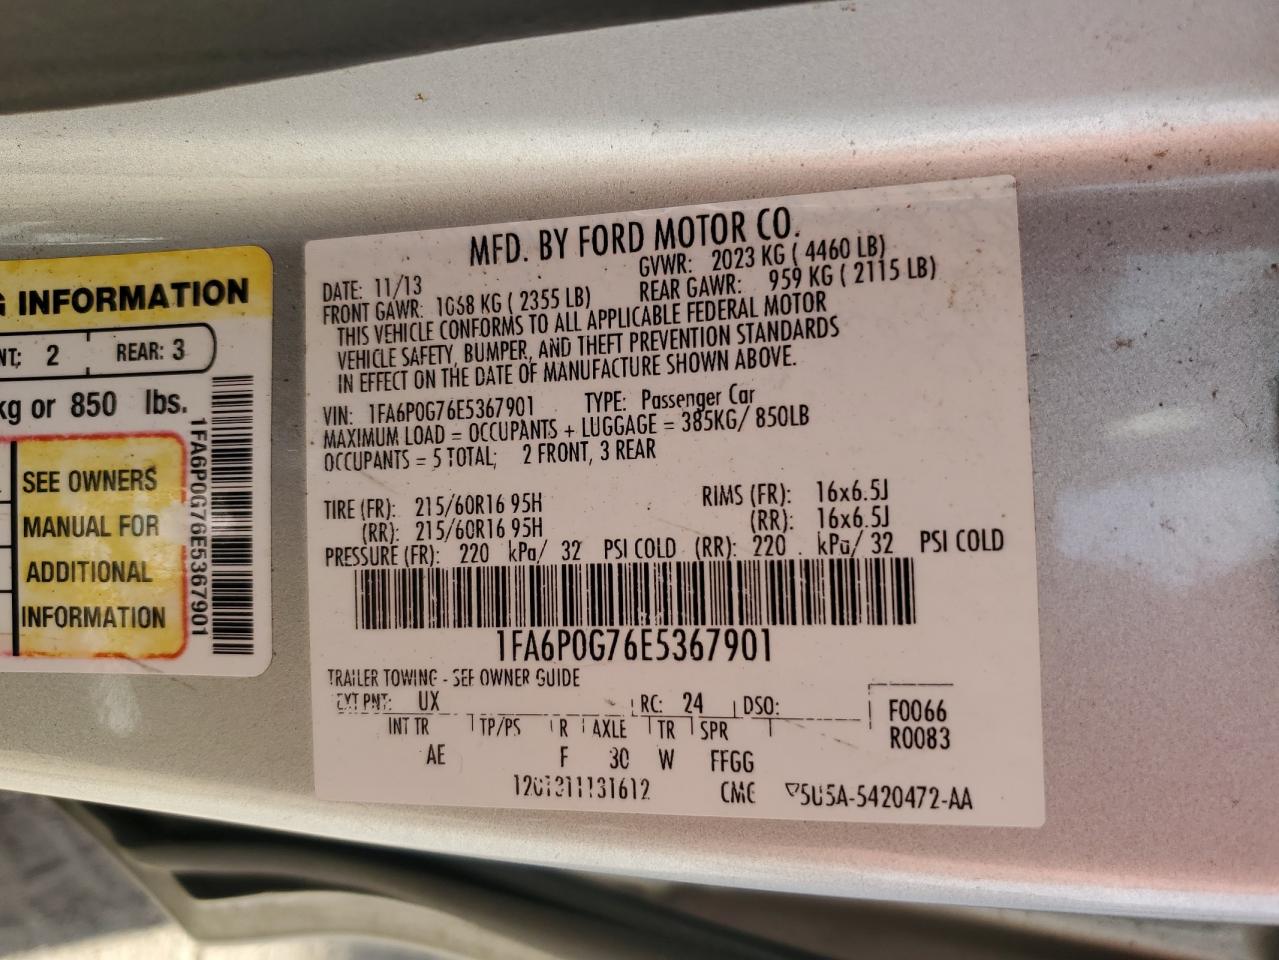 G INFORMATION
NT: 2 REAR: 3
kg or 850 lbs.
SEE OWNERS
MANUAL FOR
ADDITIONAL
INFORMATION
1FA6P0G76E5367901
MFD. BY FORD MOTOR CO.
DATE: 11/13 GVWR: 2023 KG ( 4460 LB)
FRONT GAWR: 1068 KG ( 2355 LB) REAR GAWR: 959 KG ( 2115 LB)
THIS VEHICLE CONFORMS TO ALL APPLICABLE FEDERAL MOTOR
VEHICLE SAFETY, BUMPER, AND THEFT PREVENTION STANDARDS
IN EFFECT ON THE DATE OF MANUFACTURE SHOWN ABOVE.
VIN: 1FA6P0G76E5367901 TYPE: Passenger Car
MAXIMUM LOAD = OCCUPANTS + LUGGAGE = 385KG/ 850LB
OCCUPANTS = 5 TOTAL; 2 FRONT, 3 REAR
TIRE (FR): 215/60R16 95H RIMS (FR): 16x6.5J
(RR): 215/60R16 95H (RR): 16x6.5J
PRESSURE (FR): 220 kPa/ 32 PSI COLD (RR): 220 kPa/ 32 PSI COLD
1FA6P0G76E5367901
TRAILER TOWING - SEE OWNER GUIDE
EXT PNT: UX RC: 24 DSO: F0066
INT TR TP/PS R AXLE TR SPR R0083
AE F 30 W FFGG
CMC 5U5A-5420472-AA